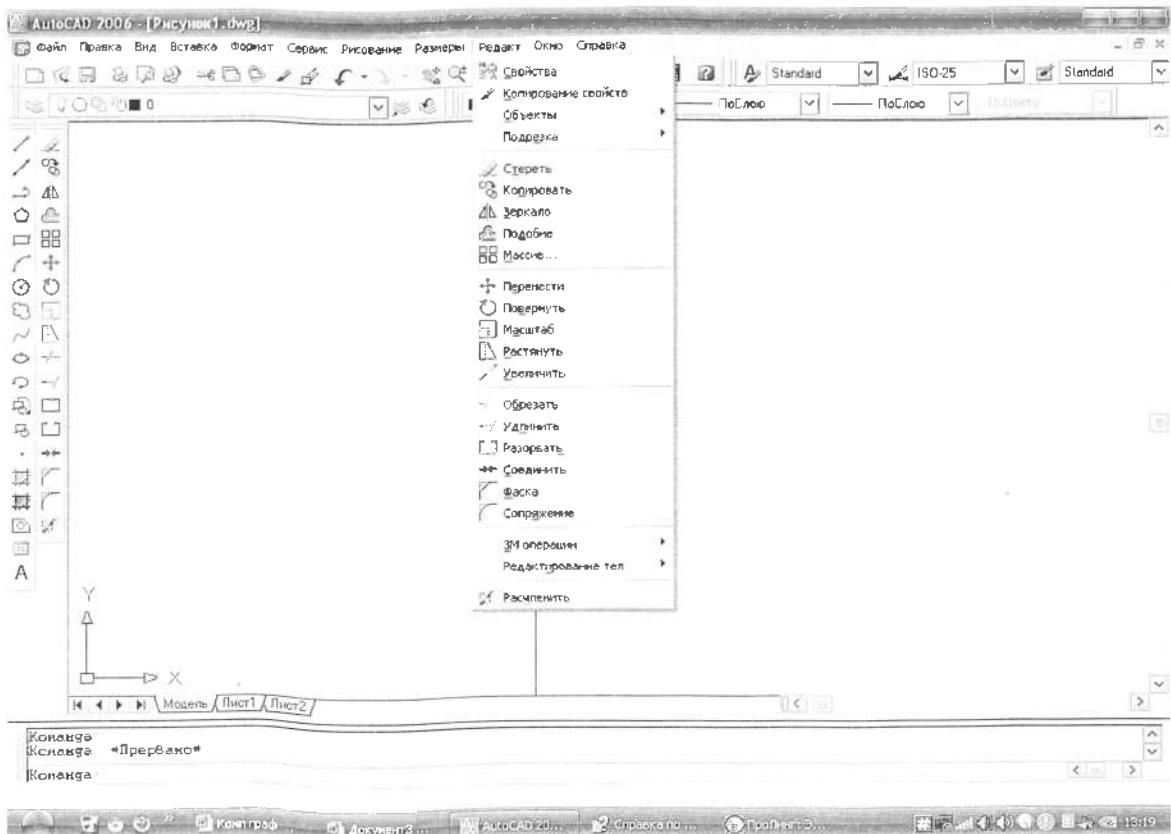 AutoCAD 2006 - [Рисунок1.dwg]
Файл Правка Вид Вставка Формат Сервис Рисование Размеры Редакт Окно Справка
Standard ISO-25 Standard
0 ПоСлою ПоСлою
Свойства
Копирование свойств
Объекты
Подрезка
Стереть
Копировать
Зеркало
Подобие
Массив...
Перенести
Повернуть
Масштаб
Растянуть
Увеличить
Обрезать
Удлинить
Разорвать
Соединить
Фаска
Сопряжение
3М операции
Редактирование тел
Расчленить
A
Y
X
Модель Лист1 Лист2
Команда
Команда *Прервано*
Команда
Комп граф... Документ3 ... AutoCAD 20... Справка по ... 13:19